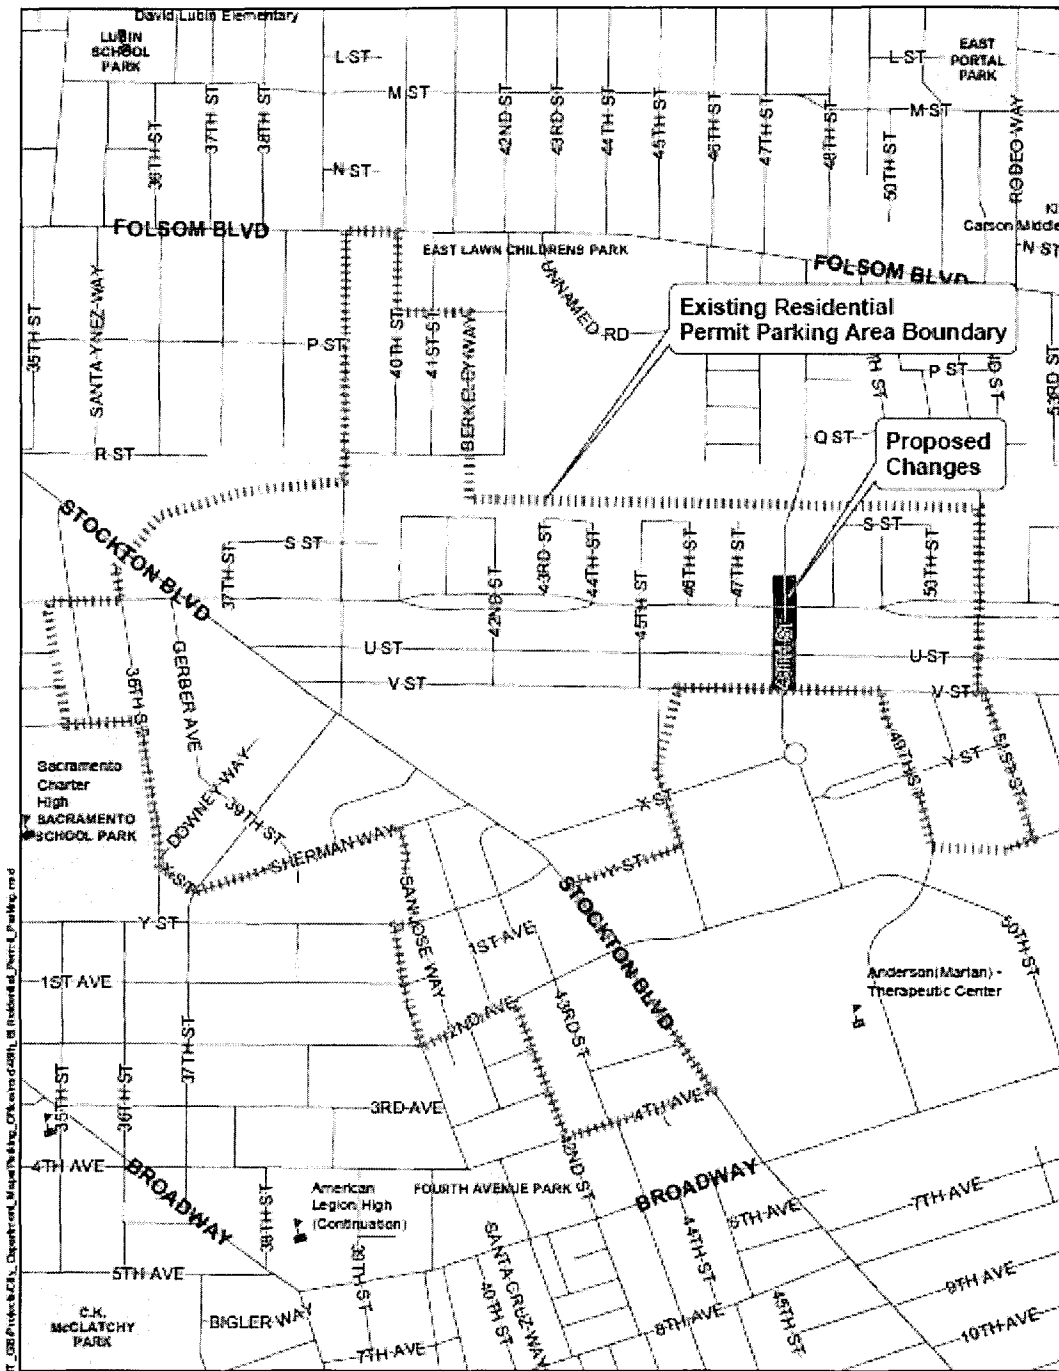 David Lubin Elementary
LUBIN
SCHOOL
PARK
L ST
L ST
EAST
PORTAL
PARK
M ST
M ST
36TH ST
37TH ST
38TH ST
42ND ST
43RD ST
44TH ST
45TH ST
46TH ST
47TH ST
48TH ST
50TH ST
RODEO WAY
N ST
FOLSOM BLVD
EAST LAWN CHILDRENS PARK
Carson Middle
N ST
FOLSOM BLVD
UNNAMED RD
Existing Residential
Permit Parking Area Boundary
35TH ST
SANTA YNEZ WAY
P ST
40TH ST
41ST ST
BERKELEY WAY
P ST
53RD ST
R ST
Q ST
Proposed
Changes
STOCKTON BLVD
S ST
S ST
37TH ST
42ND ST
43RD ST
44TH ST
45TH ST
46TH ST
47TH ST
50TH ST
U ST
U ST
V ST
V ST
36TH ST
GERBER AVE
49TH ST
51ST ST
Y ST
Sacramento
Charter
High
SACRAMENTO
SCHOOL PARK
DOWNEY WAY
39TH ST
X ST
SHERMAN WAY
X ST
Y ST
Y ST
SAN JOSE WAY
STOCKTON BLVD
1ST AVE
1ST AVE
50TH ST
Anderson(Marian) -
Therapeutic Center
2ND AVE
43RD ST
37TH ST
35TH ST
36TH ST
3RD AVE
4TH AVE
4TH AVE
42ND ST
BROADWAY
BROADWAY
38TH ST
American
Legion High
(Continuation)
FOURTH AVENUE PARK
39TH ST
SANTA CRUZ WAY
40TH ST
44TH ST
45TH ST
6TH AVE
7TH AVE
5TH AVE
C.K.
McCLATCHY
PARK
BIGLER WAY
7TH AVE
8TH AVE
9TH AVE
10TH AVE